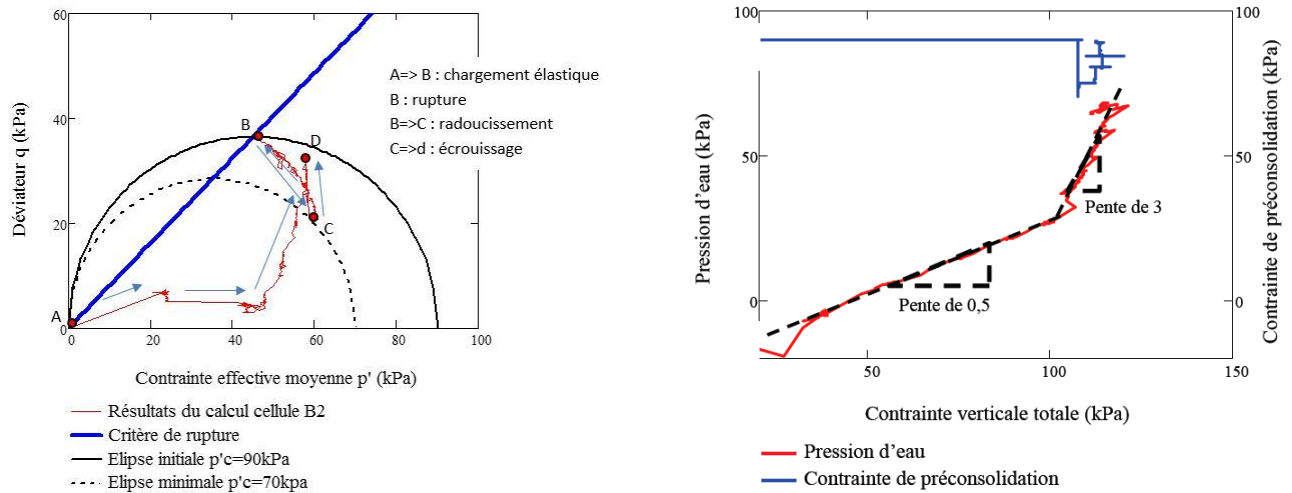 60
40
20
0
0
20
40
60
80
100
Déviateur q (kPa)
Contrainte effective moyenne p' (kPa)
A
B
C
D
A=> B : chargement élastique
B : rupture
B=>C : radoucissement
C=>d : écrouissage
Résultats du calcul cellule B2
Critère de rupture
Elipse initiale p'c=90kPa
Elipse minimale p'c=70kpa
100
50
0
100
50
0
50
100
150
Pression d'eau (kPa)
Contrainte de préconsolidation (kPa)
Pente de 3
Pente de 0,5
Contrainte verticale totale (kPa)
Pression d'eau
Contrainte de préconsolidation